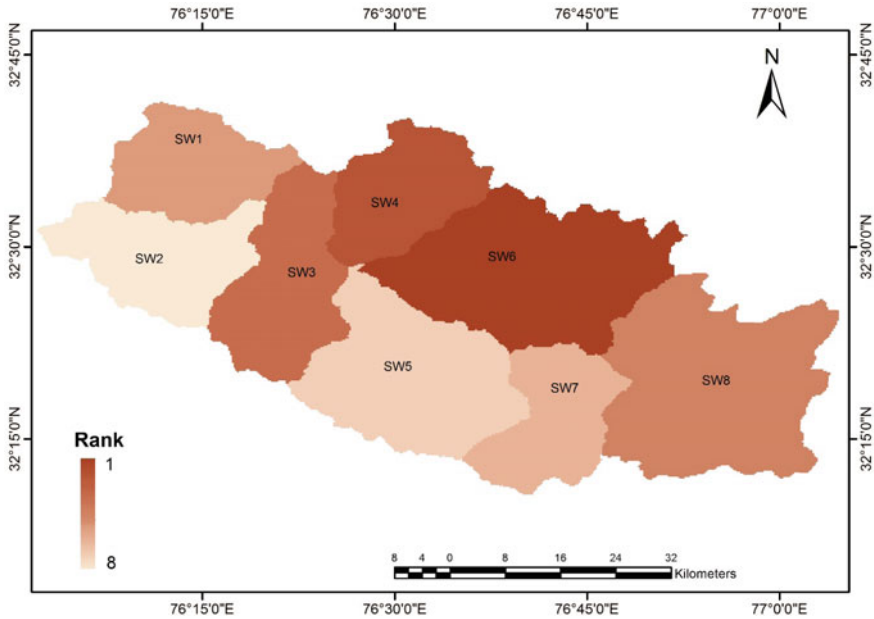 76°15'0"E 76°30'0"E 76°45'0"E 77°0'0"E
32°45'0"N 32°45'0"N
N
SW1
SW4
SW2 SW3 SW6
32°30'0"N 32°30'0"N
SW5 SW7 SW8
32°15'0"N 32°15'0"N
Rank
1
8
8 4 0 8 16 24 32
Kilometers
76°15'0"E 76°30'0"E 76°45'0"E 77°0'0"E